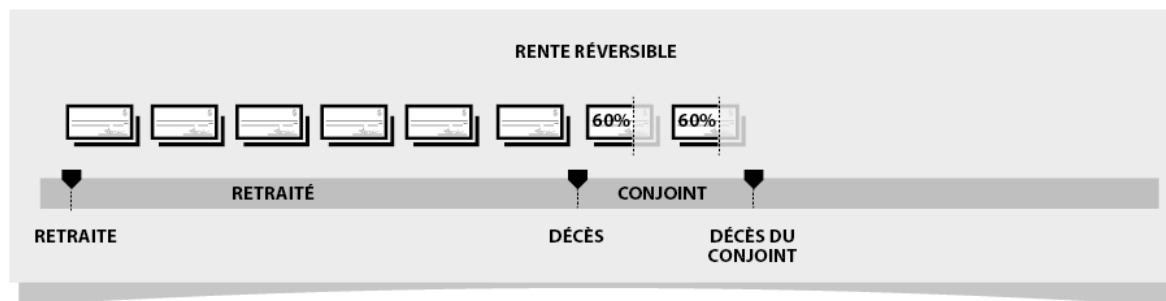 RENTE RÉVERSIBLE
60% 60%
RETRAITÉ CONJOINT
RETRAITE DÉCÈS DÉCÈS DU
CONJOINT